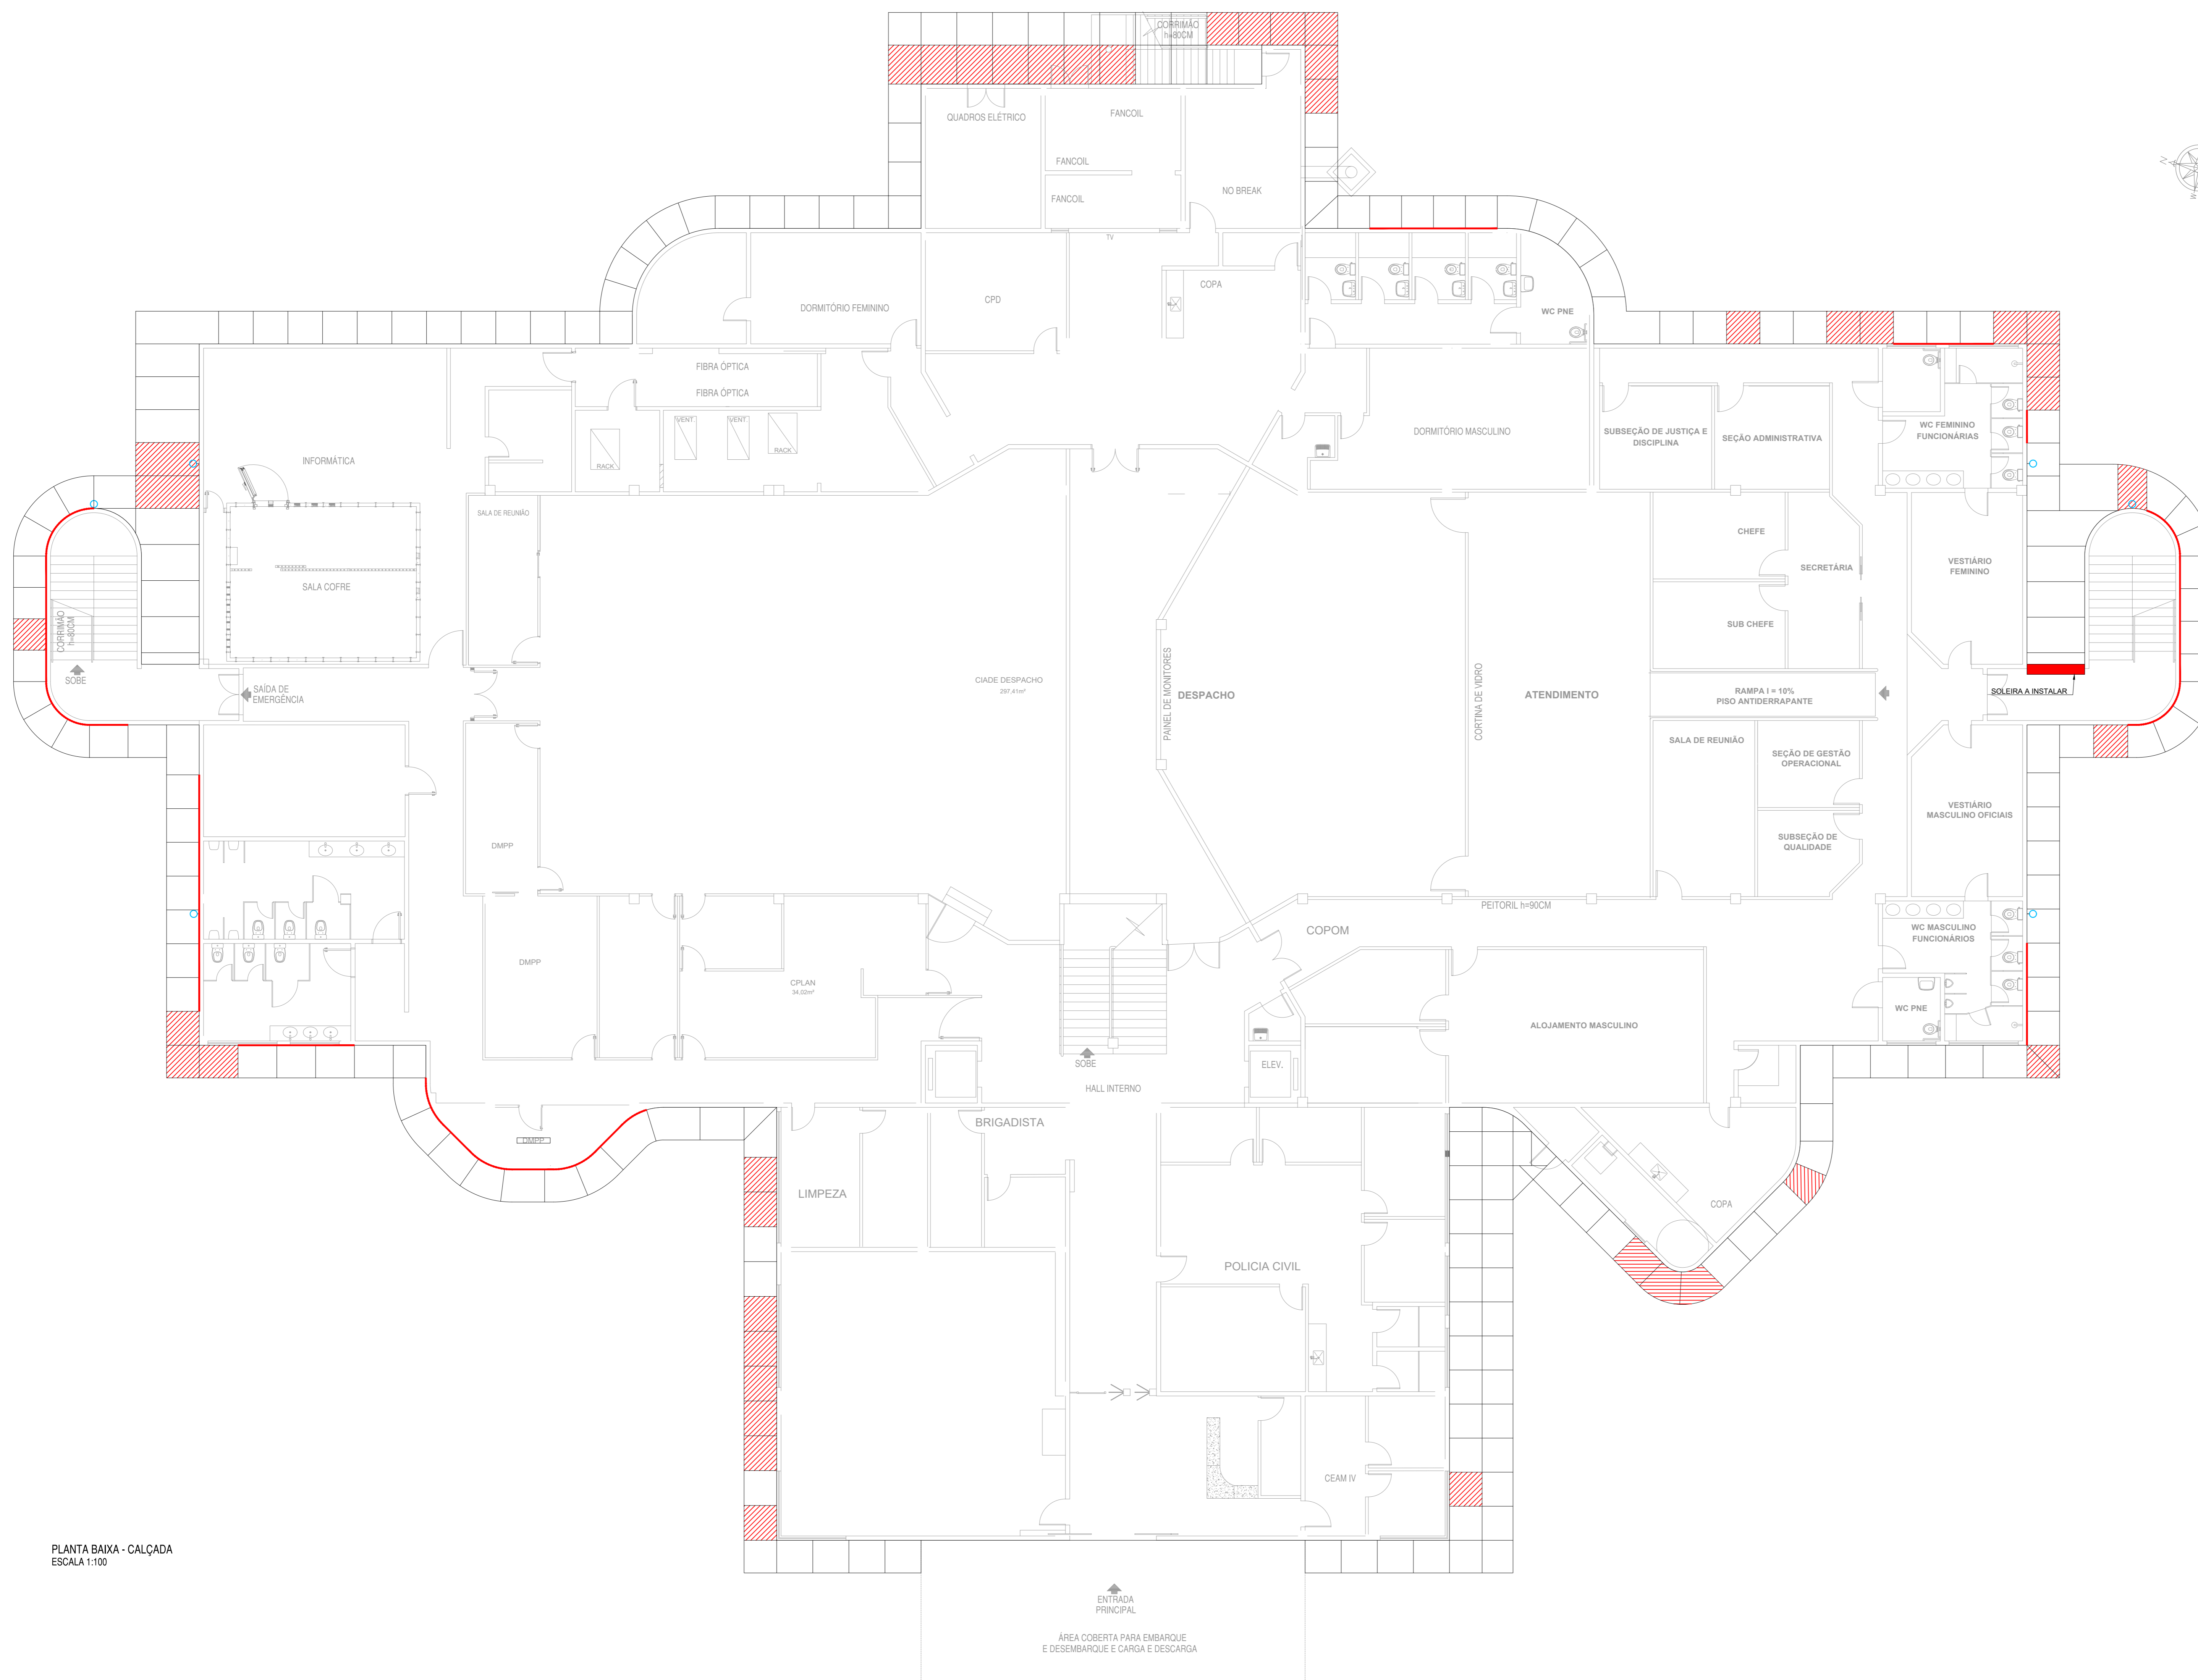 CORRIMÃO
h=80CM
QUADROS ELÉTRICO
FANCOIL
FANCOIL
FANCOIL
NO BREAK
N
W
TV
COPA
CPD
DORMITÓRIO FEMININO
WC PNE
FIBRA ÓPTICA
FIBRA ÓPTICA
VENT
VENT
RACK
RACK
INFORMÁTICA
DORMITÓRIO MASCULINO
SUBSEÇÃO DE JUSTIÇA E
DISCIPLINA
SEÇÃO ADMINISTRATIVA
WC FEMININO
FUNCIONÁRIAS
SALA DE REUNIÃO
CHEFE
SECRETÁRIA
VESTIÁRIO
FEMININO
SALA COFRE
SUB CHEFE
CORRIMÃO
h=80CM
SOBE
SAÍDA DE
EMERGÊNCIA
CIADE DESPACHO
297,41m²
PAINEL DE MONITORES
DESPACHO
CORTINA DE VIDRO
ATENDIMENTO
RAMPA I = 10%
PISO ANTIDERRAPANTE
SOLEIRA A INSTALAR
SALA DE REUNIÃO
SEÇÃO DE GESTÃO
OPERACIONAL
VESTIÁRIO
MASCULINO OFICIAIS
SUBSEÇÃO DE
QUALIDADE
DMPP
PEITORIL h=90CM
COPOM
WC MASCULINO
FUNCIONÁRIOS
DMPP
CPLAN
34,02m²
WC PNE
ALOJAMENTO MASCULINO
SOBE
ELEV.
HALL INTERNO
BRIGADISTA
DMPP
LIMPEZA
COPA
POLICIA CIVIL
CEAM IV
PLANTA BAIXA - CALÇADA
ESCALA 1:100
ENTRADA
PRINCIPAL
ÁREA COBERTA PARA EMBARQUE
E DESEMBARQUE E CARGA E DESCARGA